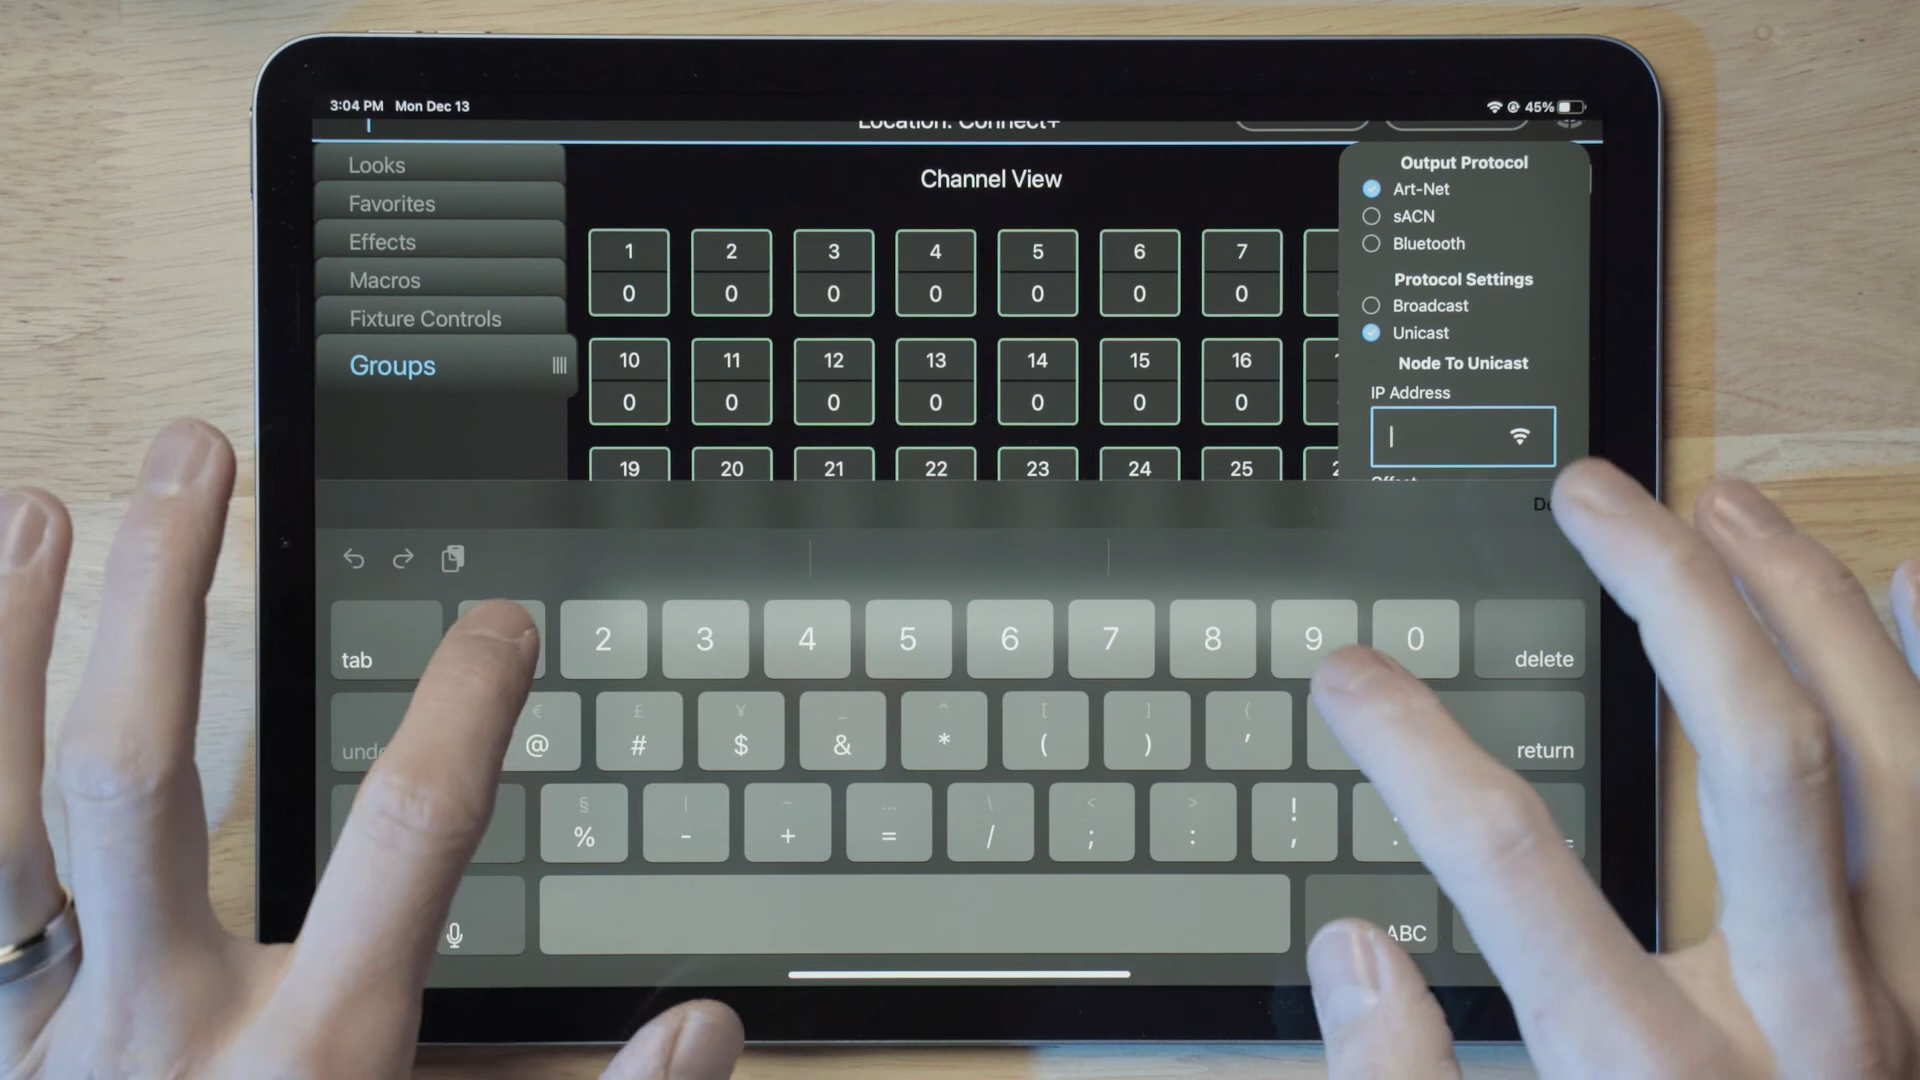 3:04 PM Mon Dec 13
45%
Location: Connect+
Looks
Favorites
Effects
Macros
Fixture Controls
Groups
Channel View
1 2 3 4 5 6 7
0 0 0 0 0 0 0
10 11 12 13 14 15 16
0 0 0 0 0 0 0
19 20 21 22 23 24 25
Output Protocol
Art-Net
sACN
Bluetooth
Protocol Settings
Broadcast
Unicast
Node To Unicast
IP Address
tab 2 3 4 5 6 7 8 9 0 delete
€ £ ¥ _ ^ [ ] {
@ # $ & * ( ) ' return
§ | ~ … \ < > !
% - + = / ; : ,
ABC